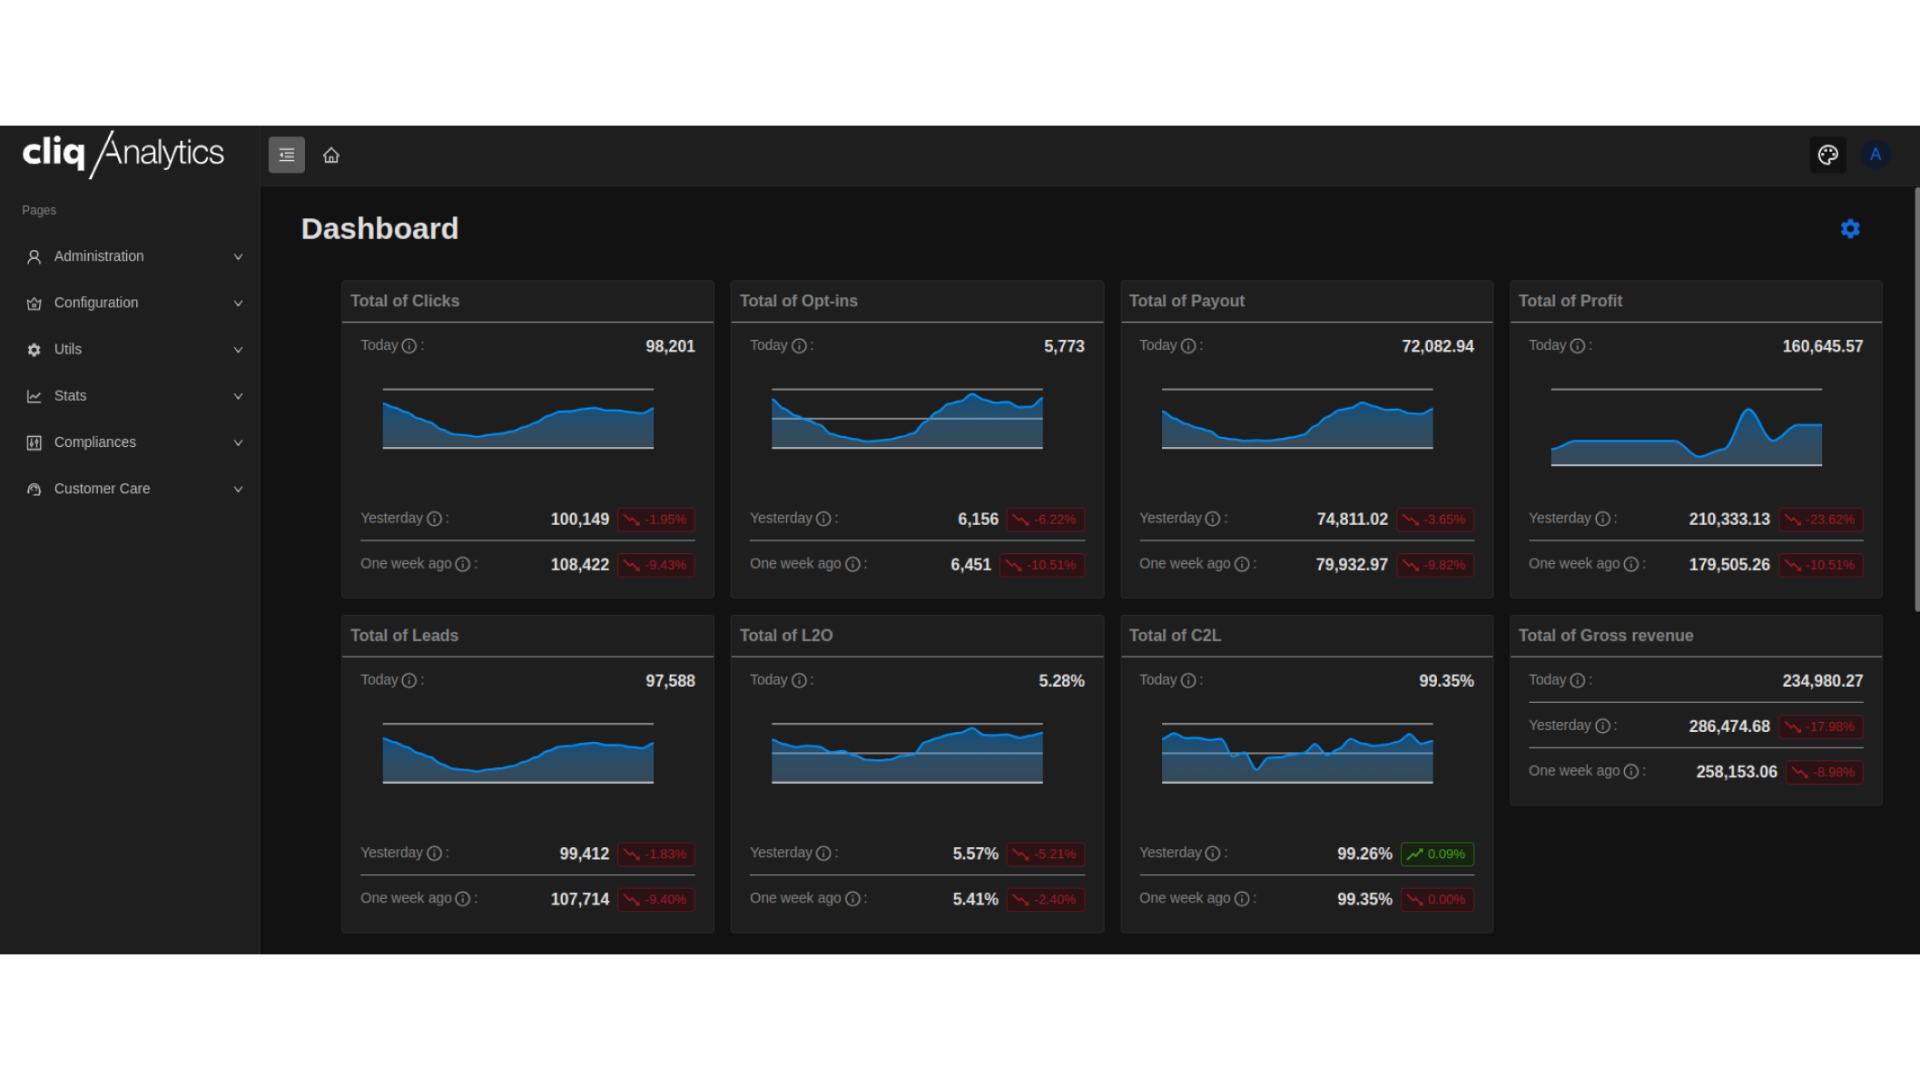 cliq/Analytics
A
Pages
Administration
Configuration
Utils
Stats
Compliances
Customer Care
Dashboard
Total of Clicks
Today : 98,201
Yesterday : 100,149 -1.95%
One week ago : 108,422 -9.43%
Total of Opt-ins
Today : 5,773
Yesterday : 6,156 -6.22%
One week ago : 6,451 -10.51%
Total of Payout
Today : 72,082.94
Yesterday : 74,811.02 -3.65%
One week ago : 79,932.97 -9.82%
Total of Profit
Today : 160,645.57
Yesterday : 210,333.13 -23.62%
One week ago : 179,505.26 -10.51%
Total of Leads
Today : 97,588
Yesterday : 99,412 -1.83%
One week ago : 107,714 -9.40%
Total of L2O
Today : 5.28%
Yesterday : 5.57% -5.21%
One week ago : 5.41% -2.40%
Total of C2L
Today : 99.35%
Yesterday : 99.26% 0.09%
One week ago : 99.35% 0.00%
Total of Gross revenue
Today : 234,980.27
Yesterday : 286,474.68 -17.98%
One week ago : 258,153.06 -8.98%